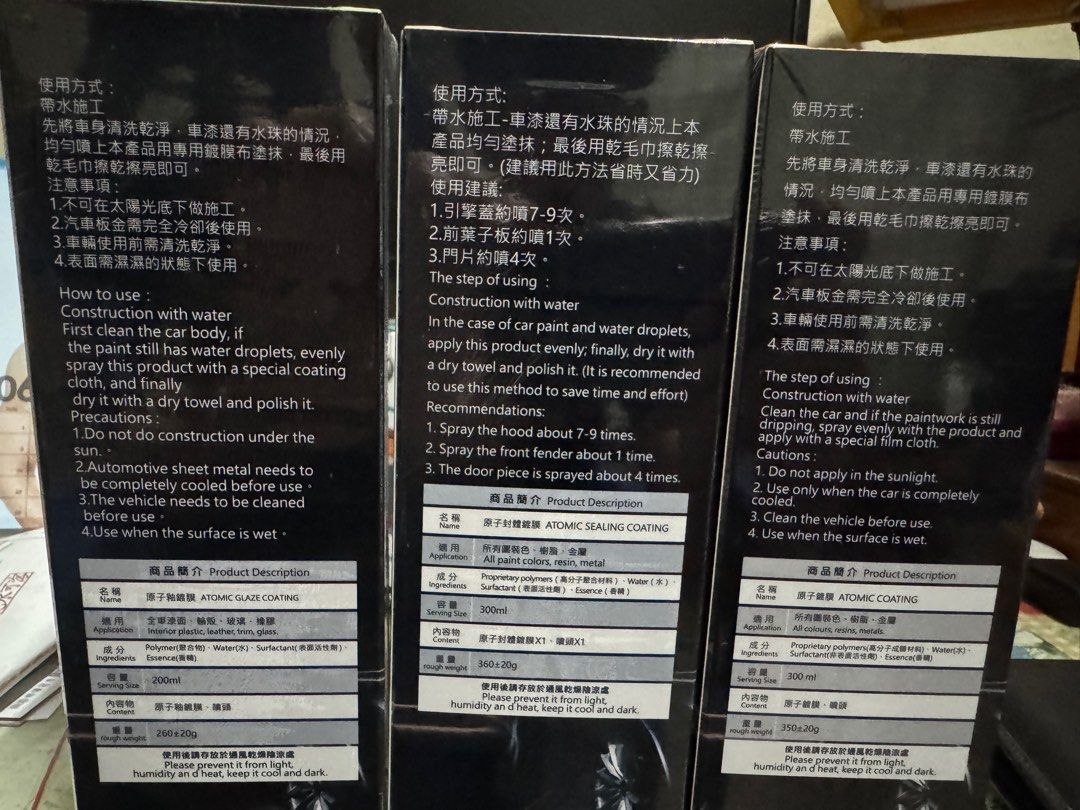 使用方式：
帶水施工
先將車身清洗乾淨，車漆還有水珠的情況，
均勻噴上本產品用專用鍍膜布塗抹，最後用
乾毛巾擦乾擦亮即可。
注意事項：
1.不可在太陽光底下做施工。
2.汽車板金需完全冷卻後使用。
3.車輛使用前需清洗乾淨。
4.表面需濕濕的狀態下使用。
How to use：
Construction with water
First clean the car body, if
the paint still has water droplets, evenly
spray this product with a special coating
cloth, and finally
dry it with a dry towel and polish it.
Precautions：
1.Do not do construction under the
sun.。
2.Automotive sheet metal needs to
be completely cooled before use。
3.The vehicle needs to be cleaned
before use。
4.Use when the surface is wet。
商品簡介 Product Description
名稱 Name 原子釉鍍膜 ATOMIC GLAZE COATING
適用 Application 全車漆面、輪殼、玻璃、橡膠
Interior plastic, leather, trim, glass.
成分 Ingredients Polymer(聚合物)、Water(水)、Surfactant(表面活性劑)、
Essence(香精)
容量 Serving Size 200ml
內容物 Content 原子釉鍍膜、噴頭
重量 rough weight 260±20g
使用後請存放於通風乾燥陰涼處
Please prevent it from light,
humidity an d heat, keep it cool and dark.
使用方式:
帶水施工-車漆還有水珠的情況上本
產品均勻塗抹；最後用乾毛巾擦乾擦
亮即可。(建議用此方法省時又省力)
使用建議:
1.引擎蓋約噴7-9次。
2.前葉子板約噴1次。
3.門片約噴4次。
The step of using：
Construction with water
In the case of car paint and water droplets,
apply this product evenly; finally, dry it with
a dry towel and polish it. (It is recommended
to use this method to save time and effort)
Recommendations:
1. Spray the hood about 7-9 times.
2. Spray the front fender about 1 time.
3. The door piece is sprayed about 4 times.
商品簡介 Product Description
名稱 Name 原子封體鍍膜 ATOMIC SEALING COATING
適用 Application 所有圖裝色、樹脂、金屬
All paint colors, resin, metal
成分 Ingredients Proprietary polymers（高分子聚合材料）、Water（水）、
Surfactant（表面活性劑）、Essence（香精）
容量 Serving Size 300ml
內容物 Content 原子封體鍍膜X1、噴頭X1
重量 rough weight 360±20g
使用後請存放於通風乾燥陰涼處
Please prevent it from light,
humidity an d heat, keep it cool and dark.
使用方式：
帶水施工
先將車身清洗乾淨，車漆還有水珠的
情況，均勻噴上本產品用專用鍍膜布
塗抹，最後用乾毛巾擦乾擦亮即可。
注意事項：
1.不可在太陽光底下做施工。
2.汽車板金需完全冷卻後使用。
3.車輛使用前需清洗乾淨。
4.表面需濕濕的狀態下使用。
The step of using ：
Construction with water
Clean the car and if the paintwork is still
dripping, spray evenly with the product and
apply with a special film cloth.
Cautions：
1. Do not apply in the sunlight.
2. Use only when the car is completely
cooled.
3. Clean the vehicle before use.
4. Use when the surface is wet.
商品簡介 Product Description
名稱 Name 原子鍍膜 ATOMIC COATING
適用 Application 所有圖裝色、樹脂、金屬
All colours, resins, metals.
成分 Ingredients Proprietary polymers(高分子成膜材料)、Water(水)、
Surfactant(非表面活性劑)、Essence(香精)
容量 Serving Size 300 ml
內容物 Content 原子鍍膜、噴頭
重量 rough weight 350±20g
使用後請存放於通風乾燥陰涼處
Please prevent it from light,
humidity an d heat, keep it cool and dark.